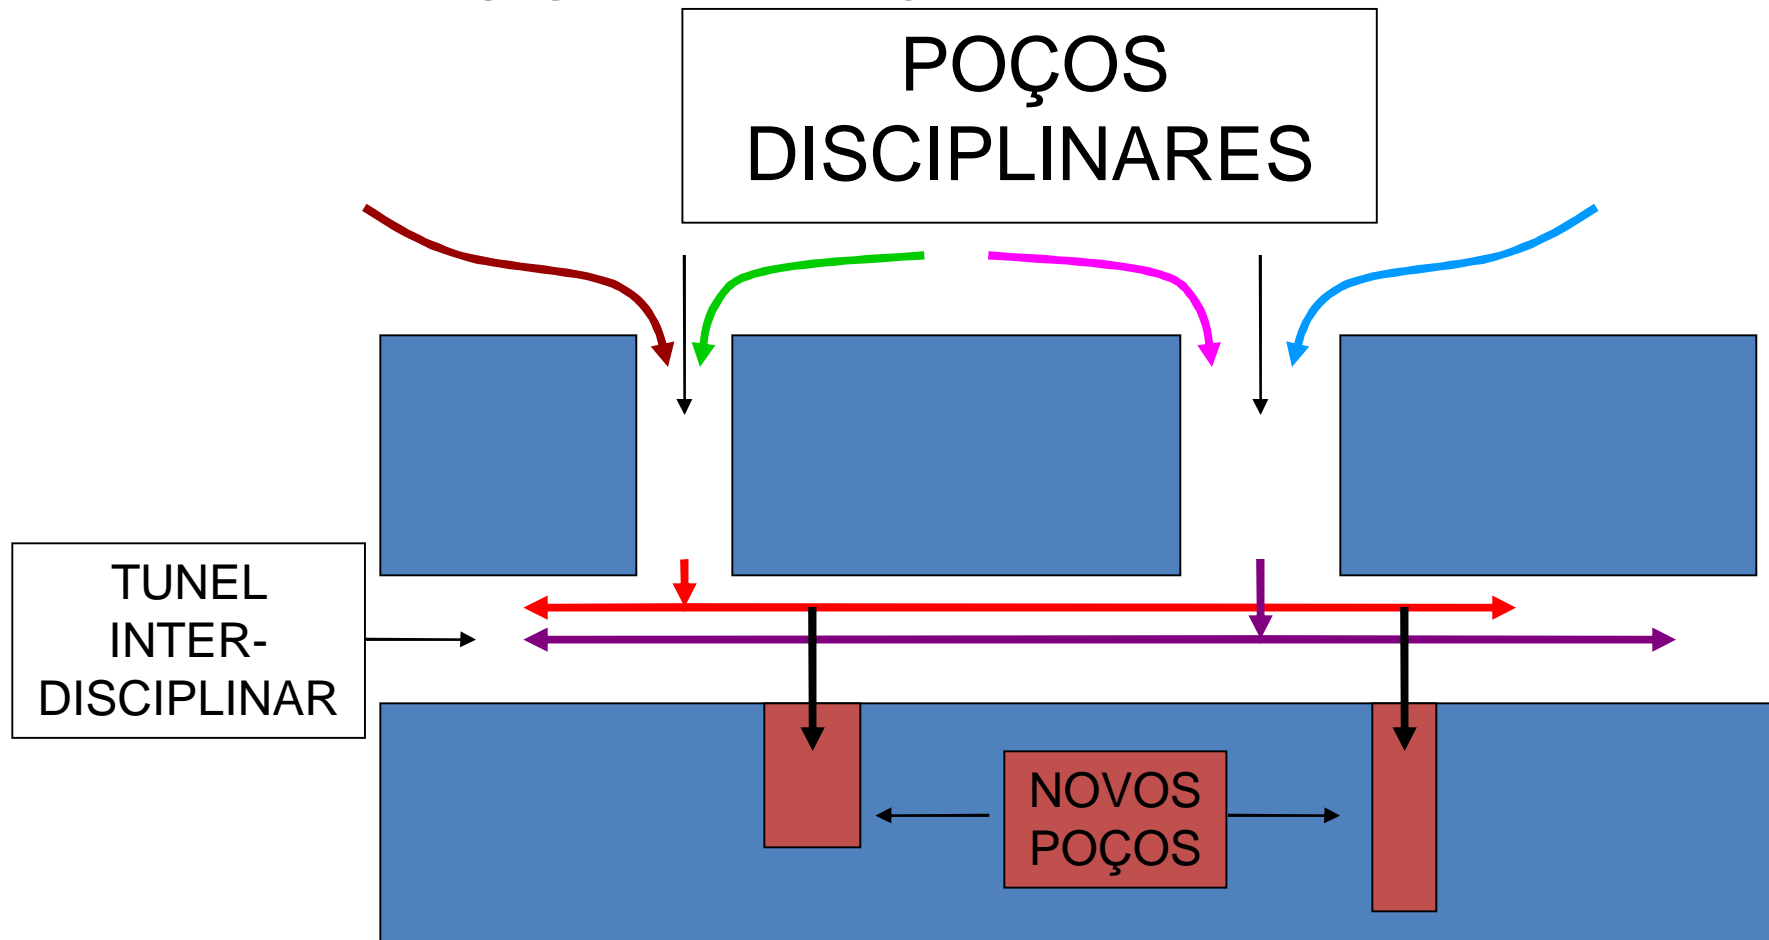 POÇOS
DISCIPLINARES
TUNEL
INTER-
DISCIPLINAR
NOVOS
POÇOS